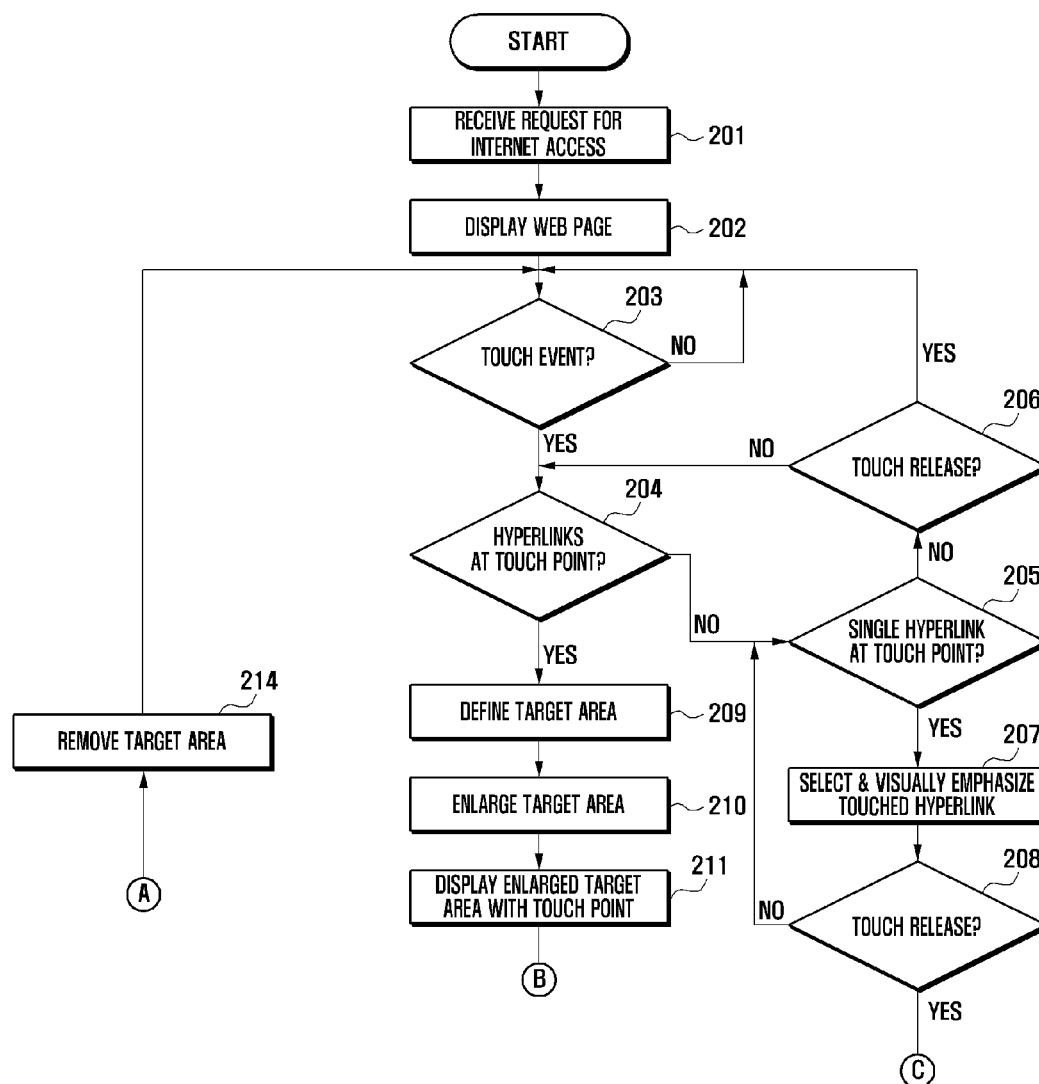 START
RECEIVE REQUEST FOR
INTERNET ACCESS
201
DISPLAY WEB PAGE
202
203
TOUCH EVENT?
NO
YES
YES
206
TOUCH RELEASE?
NO
NO
204
HYPERLINKS
AT TOUCH POINT?
NO
YES
205
SINGLE HYPERLINK
AT TOUCH POINT?
YES
214
REMOVE TARGET AREA
A
DEFINE TARGET AREA
209
ENLARGE TARGET AREA
210
DISPLAY ENLARGED TARGET
AREA WITH TOUCH POINT
211
B
207
SELECT & VISUALLY EMPHASIZE
TOUCHED HYPERLINK
208
TOUCH RELEASE?
NO
YES
C